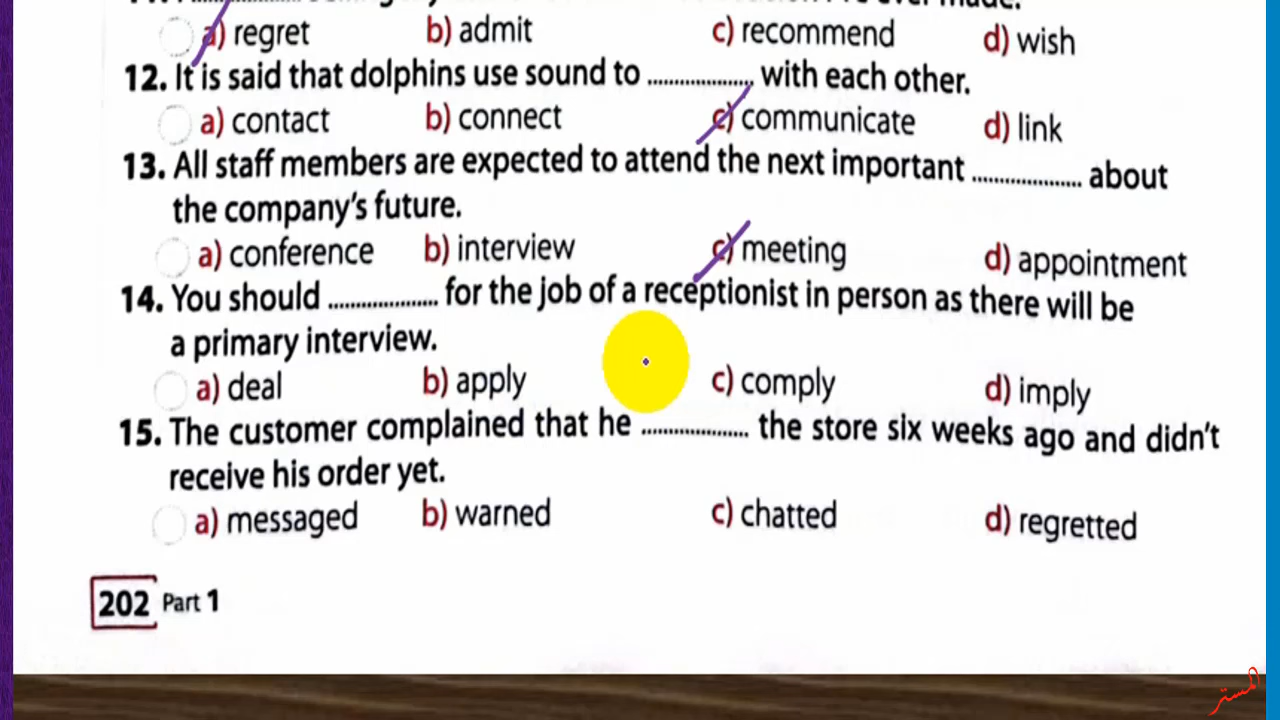 a) regret b) admit c) recommend d) wish
12. It is said that dolphins use sound to .................... with each other.
a) contact b) connect c) communicate d) link
13. All staff members are expected to attend the next important .................... about
the company's future.
a) conference b) interview c) meeting d) appointment
14. You should .................... for the job of a receptionist in person as there will be
a primary interview.
a) deal b) apply c) comply d) imply
15. The customer complained that he .................... the store six weeks ago and didn't
receive his order yet.
a) messaged b) warned c) chatted d) regretted
202 Part 1
المستر